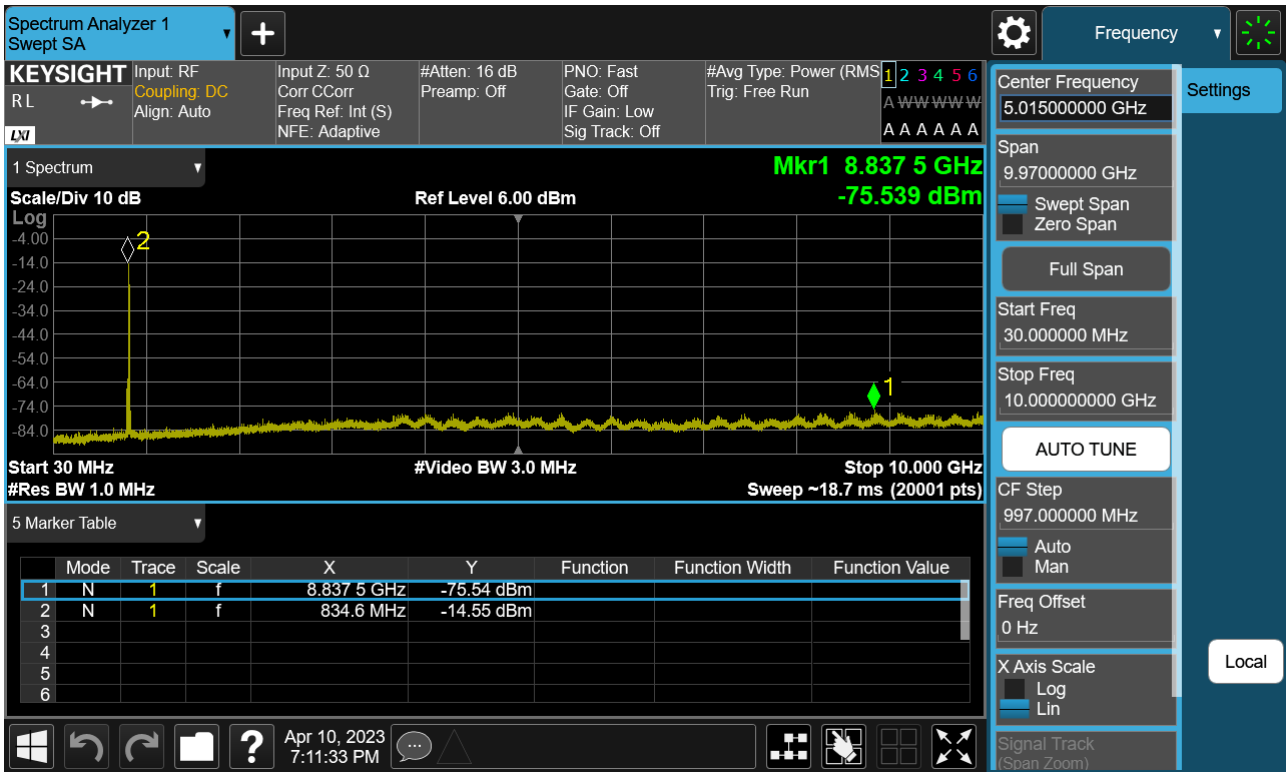 Spectrum Analyzer 1
Swept SA
+
Frequency
KEYSIGHT
R L
LXI
Input: RF
Coupling: DC
Align: Auto
Input Z: 50 Ω
Corr CCorr
Freq Ref: Int (S)
NFE: Adaptive
#Atten: 16 dB
Preamp: Off
PNO: Fast
Gate: Off
IF Gain: Low
Sig Track: Off
#Avg Type: Power (RMS
Trig: Free Run
1 2 3 4 5 6
A W W W W W
A A A A A A
1 Spectrum
Mkr1 8.837 5 GHz
Scale/Div 10 dB
Ref Level 6.00 dBm
-75.539 dBm
Log
-4.00
-14.0
-24.0
-34.0
-44.0
-54.0
-64.0
-74.0
-84.0
2
1
Start 30 MHz
#Video BW 3.0 MHz
Stop 10.000 GHz
#Res BW 1.0 MHz
Sweep ~18.7 ms (20001 pts)
5 Marker Table
Mode Trace Scale X Y Function Function Width Function Value
1 N 1 f 8.837 5 GHz -75.54 dBm
2 N 1 f 834.6 MHz -14.55 dBm
3
4
5
6
Apr 10, 2023
7:11:33 PM
?
Center Frequency
5.015000000 GHz
Settings
Span
9.97000000 GHz
Swept Span
Zero Span
Full Span
Start Freq
30.000000 MHz
Stop Freq
10.000000000 GHz
AUTO TUNE
CF Step
997.000000 MHz
Auto
Man
Freq Offset
0 Hz
X Axis Scale
Log
Lin
Local
Signal Track
(Span Zoom)